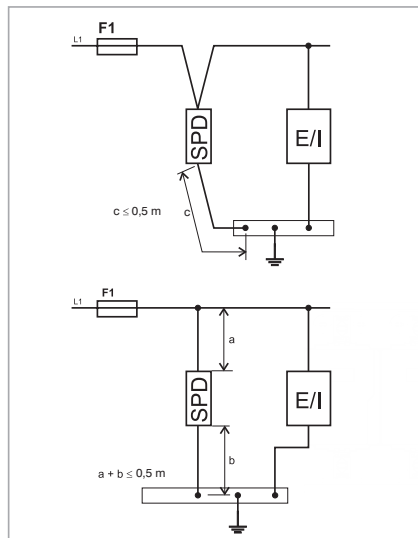 F1
L1
SPD
E/I
c ≤ 0,5 m
c
F1
L1
a
SPD
E/I
b
a + b ≤ 0,5 m